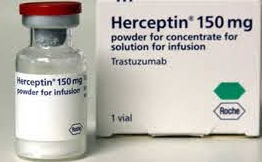 Herceptin® 150 mg
powder for infusion
Roche
Herceptin® 150 mg
powder for concentrate for
solution for infusion
Trastuzumab
1 vial
Roche